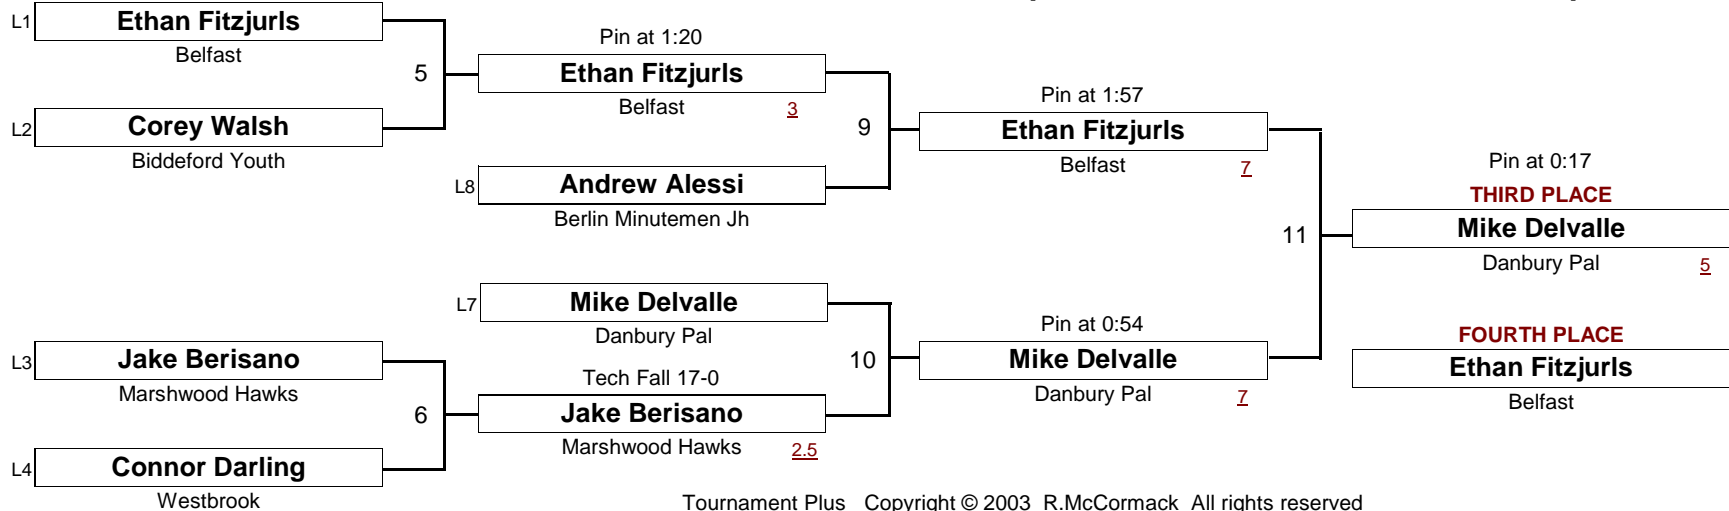 L1
Ethan Fitzjurls
Belfast
5
Pin at 1:20
Ethan Fitzjurls
Belfast
3
L2
Corey Walsh
Biddeford Youth
9
Pin at 1:57
Ethan Fitzjurls
Belfast
7
L8
Andrew Alessi
Berlin Minutemen Jh
11
Pin at 0:17
THIRD PLACE
Mike Delvalle
Danbury Pal
5
L7
Mike Delvalle
Danbury Pal
10
Pin at 0:54
Mike Delvalle
Danbury Pal
7
FOURTH PLACE
Ethan Fitzjurls
Belfast
L3
Jake Berisano
Marshwood Hawks
6
Tech Fall 17-0
Jake Berisano
Marshwood Hawks
2.5
L4
Connor Darling
Westbrook
Tournament Plus Copyright © 2003 R.McCormack All rights reserved